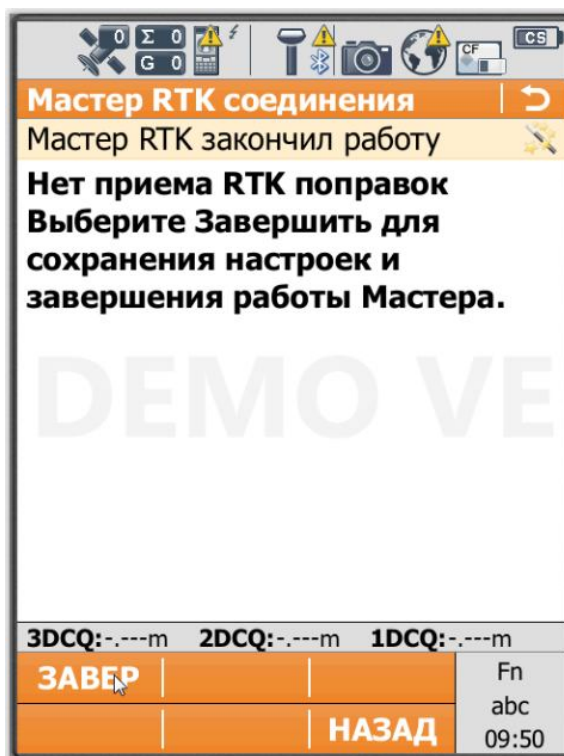 0 Σ 0
G 0
CF
CS
Мастер RTK соединения
Мастер RTK закончил работу
Нет приема RTK поправок
Выберите Завершить для
сохранения настроек и
завершения работы Мастера.
DEMO VE
3DCQ:-.---m 2DCQ:-.---m 1DCQ:-.---m
ЗАВЕР
Fn
abc
НАЗАД
09:50